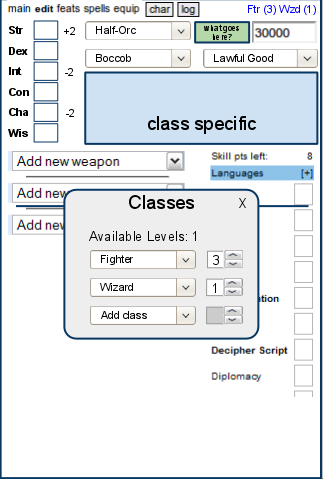 main edit feats spells equip char log Ftr (3) Wzd (1)
Str +2 Half-Orc What goes here? 30000
Dex Boccob Lawful Good
Int -2
Con
Cha -2
Wis
class specific
Add new weapon Skill pts left: 8
Languages [+]
Add new
Add new
Classes X
Available Levels: 1
Fighter 3
Wizard 1
Add class
Decipher Script
Diplomacy